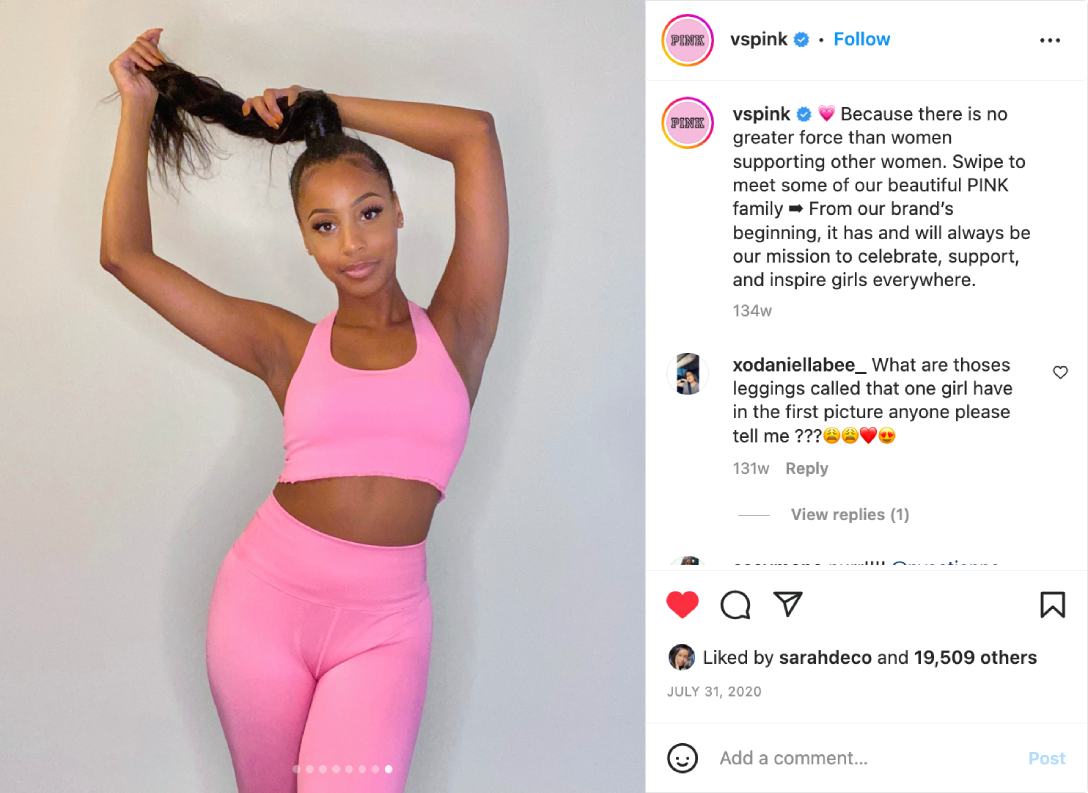 PINK
vspink • Follow
PINK
vspink 💗 Because there is no
greater force than women
supporting other women. Swipe to
meet some of our beautiful PINK
family ➡ From our brand's
beginning, it has and will always be
our mission to celebrate, support,
and inspire girls everywhere.
134w
xodaniellabee_ What are thoses
leggings called that one girl have
in the first picture anyone please
tell me ???😩😩❤️😍
131w Reply
View replies (1)
Liked by sarahdeco and 19,509 others
JULY 31, 2020
Add a comment... Post